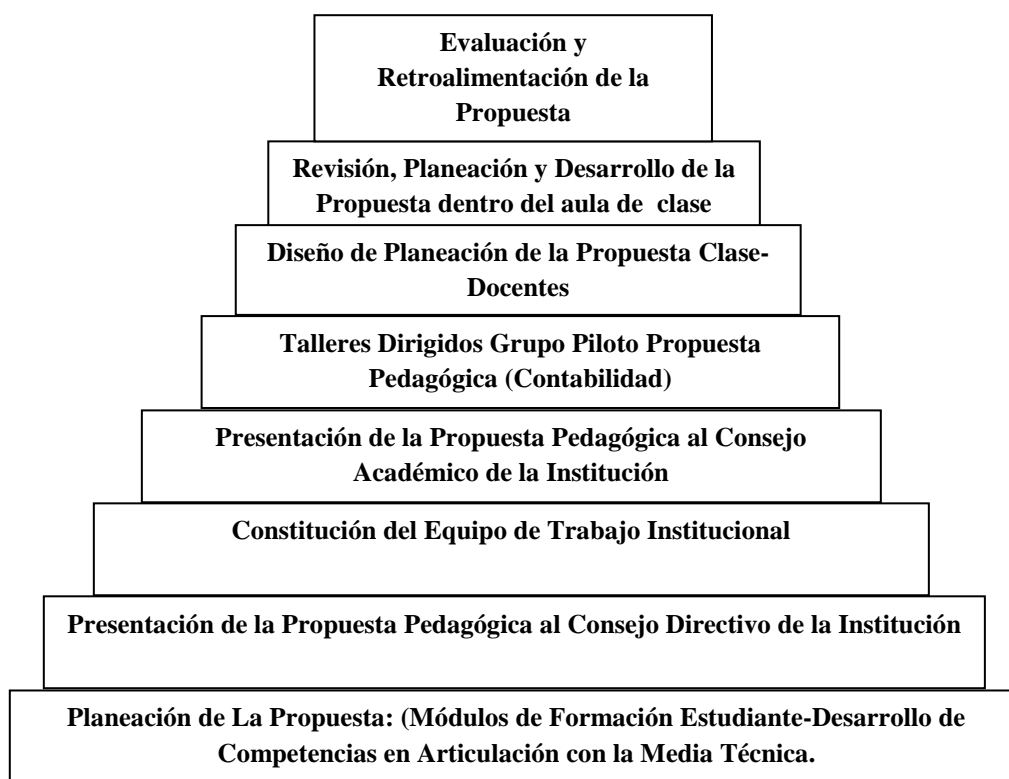 Evaluación y
Retroalimentación de la
Propuesta
Revisión, Planeación y Desarrollo de la
Propuesta dentro del aula de clase
Diseño de Planeación de la Propuesta Clase-
Docentes
Talleres Dirigidos Grupo Piloto Propuesta
Pedagógica (Contabilidad)
Presentación de la Propuesta Pedagógica al Consejo
Académico de la Institución
Constitución del Equipo de Trabajo Institucional
Presentación de la Propuesta Pedagógica al Consejo Directivo de la Institución
Planeación de La Propuesta: (Módulos de Formación Estudiante-Desarrollo de
Competencias en Articulación con la Media Técnica.